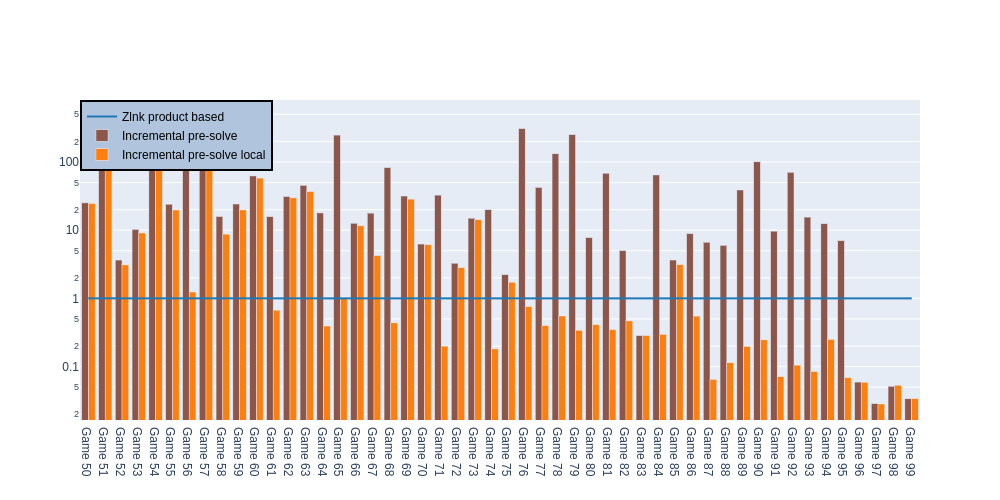 Zlnk product based
Incremental pre-solve
Incremental pre-solve local
5
2
100
5
2
10
5
2
1
5
2
0.1
5
2
Game 50
Game 51
Game 52
Game 53
Game 54
Game 55
Game 56
Game 57
Game 58
Game 59
Game 60
Game 61
Game 62
Game 63
Game 64
Game 65
Game 66
Game 67
Game 68
Game 69
Game 70
Game 71
Game 72
Game 73
Game 74
Game 75
Game 76
Game 77
Game 78
Game 79
Game 80
Game 81
Game 82
Game 83
Game 84
Game 85
Game 86
Game 87
Game 88
Game 89
Game 90
Game 91
Game 92
Game 93
Game 94
Game 95
Game 96
Game 97
Game 98
Game 99